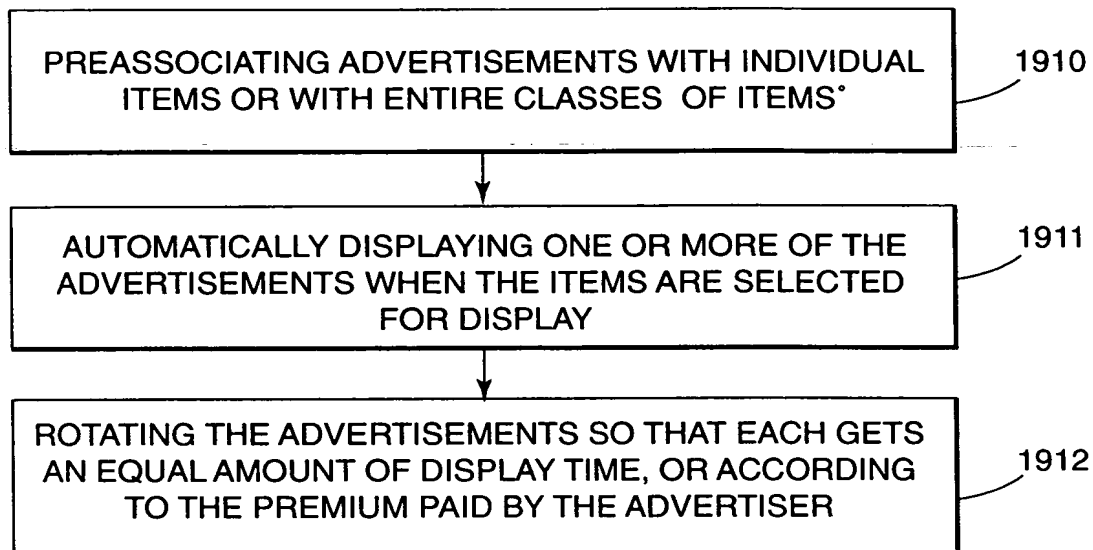 PREASSOCIATING ADVERTISEMENTS WITH INDIVIDUAL
ITEMS OR WITH ENTIRE CLASSES OF ITEMS°
1910
AUTOMATICALLY DISPLAYING ONE OR MORE OF THE
ADVERTISEMENTS WHEN THE ITEMS ARE SELECTED
FOR DISPLAY
1911
ROTATING THE ADVERTISEMENTS SO THAT EACH GETS
AN EQUAL AMOUNT OF DISPLAY TIME, OR ACCORDING
TO THE PREMIUM PAID BY THE ADVERTISER
1912